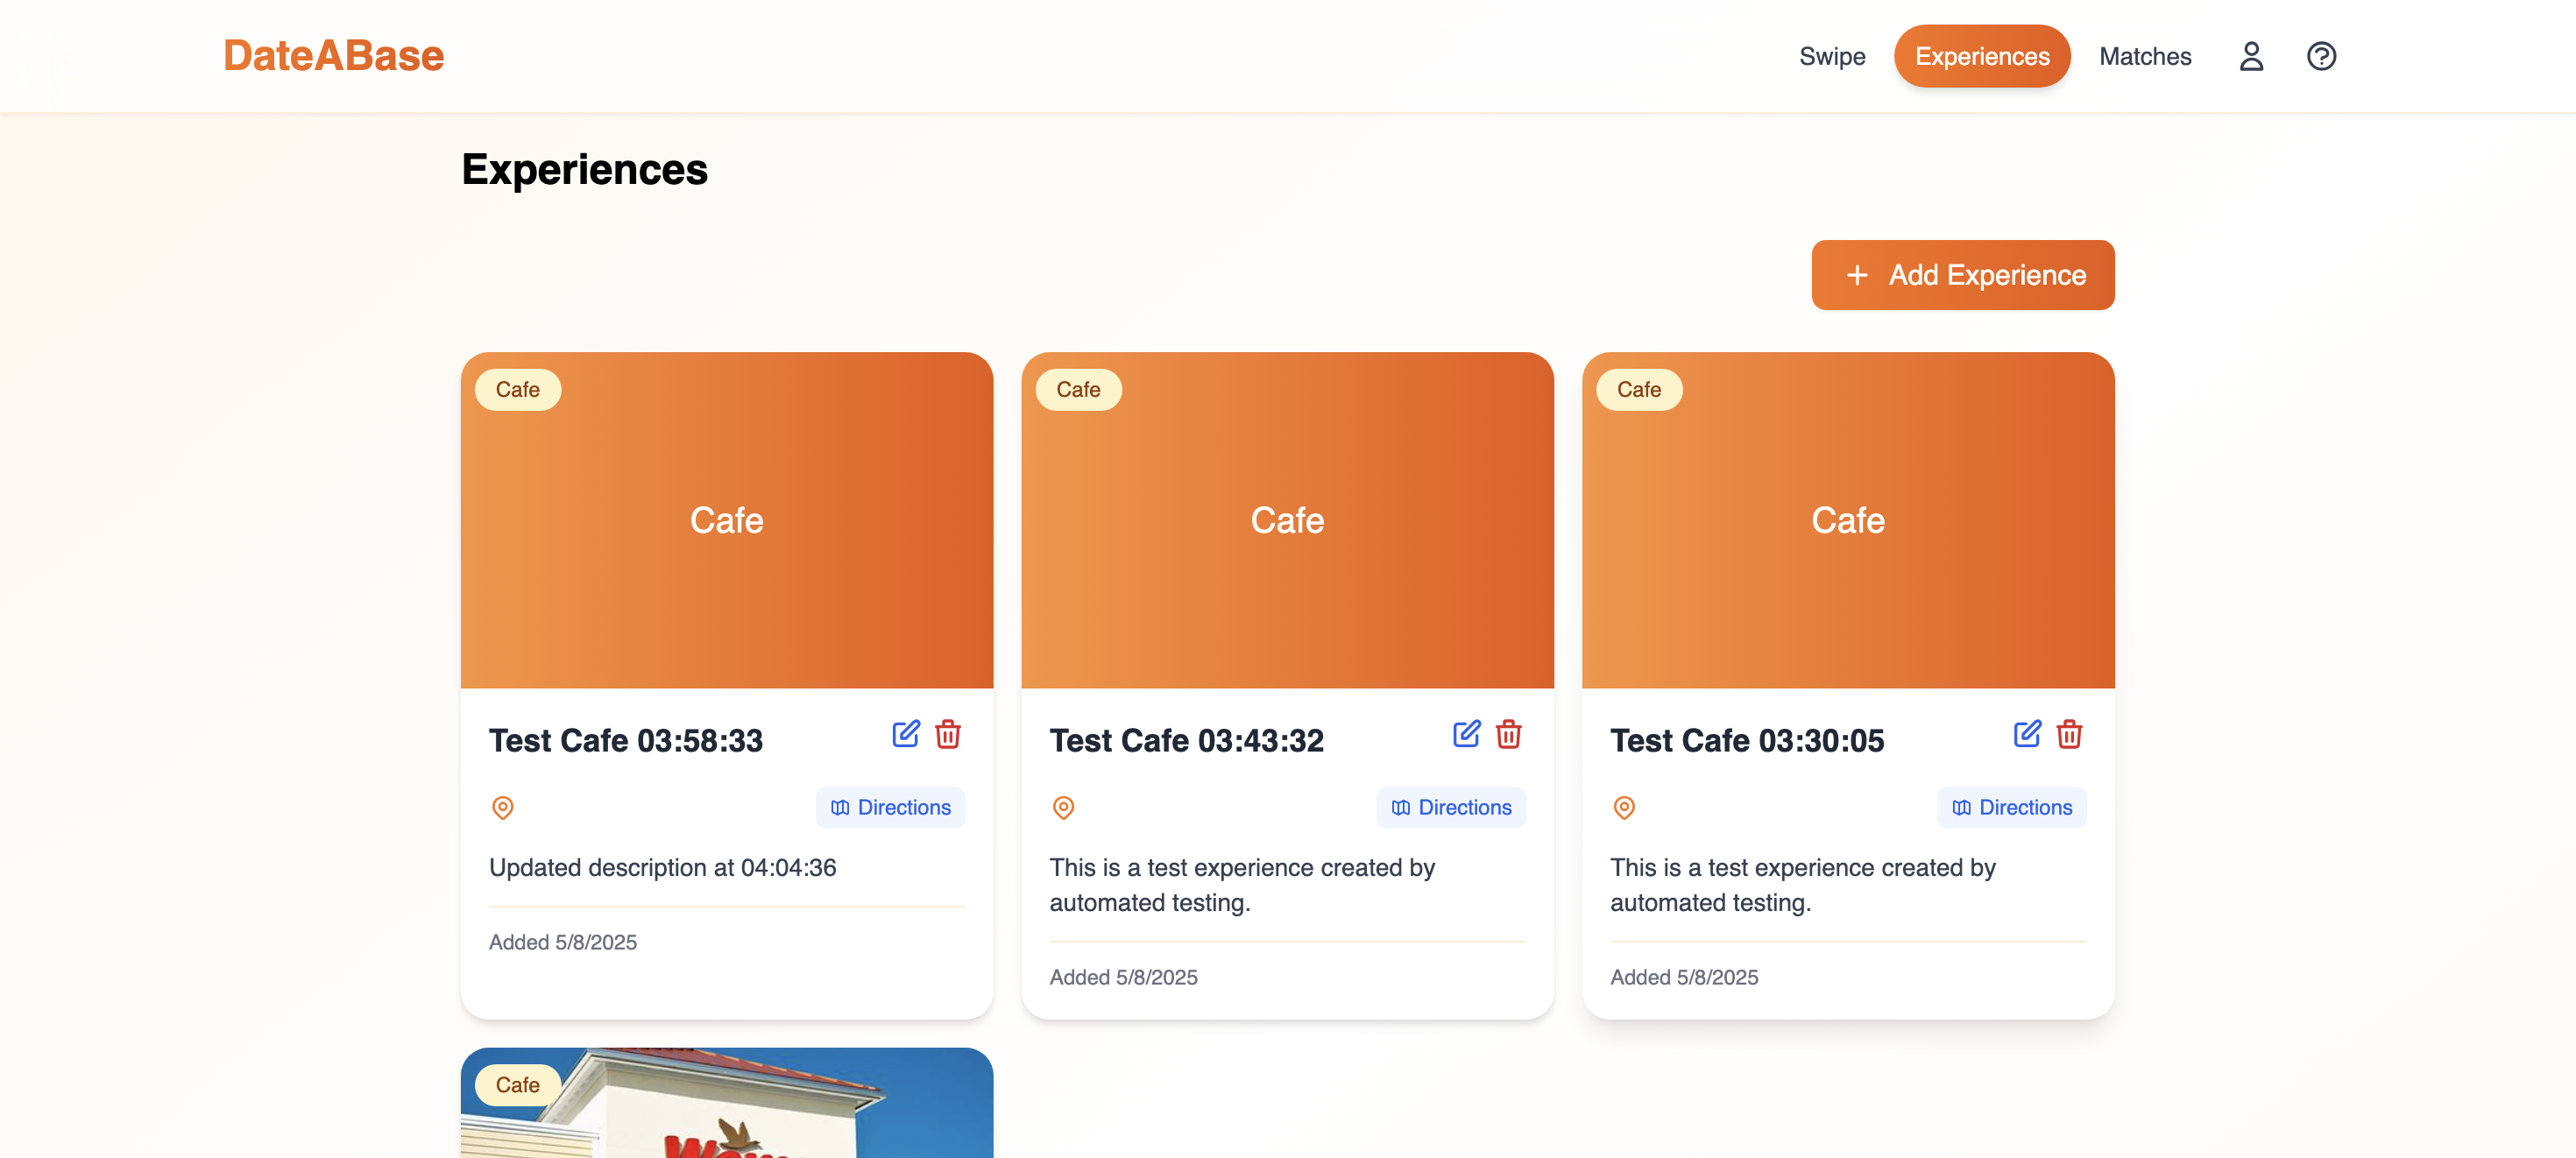 DateABase
Swipe
Experiences
Matches
Experiences
+ Add Experience
Cafe
Cafe
Cafe
Cafe
Cafe
Cafe
Test Cafe 03:58:33
Test Cafe 03:43:32
Test Cafe 03:30:05
Directions
Directions
Directions
Updated description at 04:04:36
This is a test experience created by
automated testing.
This is a test experience created by
automated testing.
Added 5/8/2025
Added 5/8/2025
Added 5/8/2025
Cafe